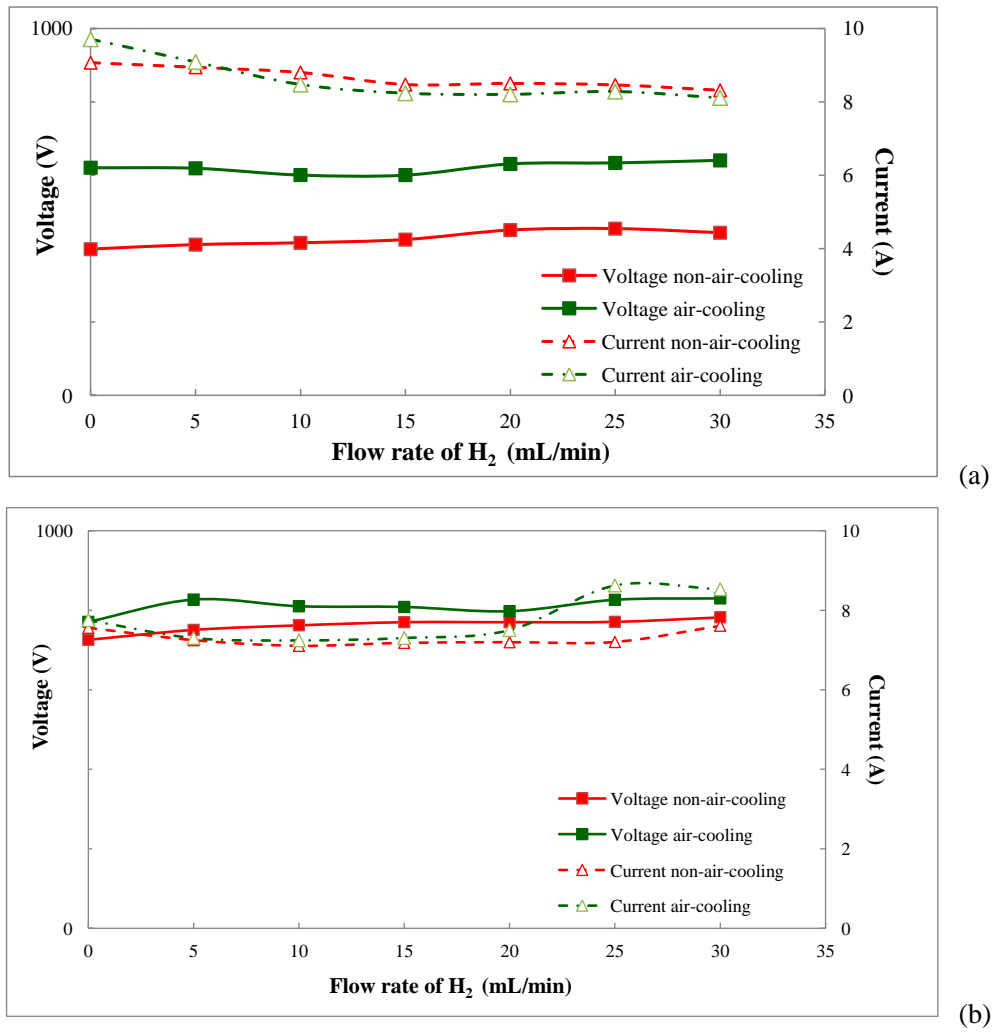 1000
0
Voltage (V)
10
8
6
4
2
0
Current (A)
Voltage non-air-cooling
Voltage air-cooling
Current non-air-cooling
Current air-cooling
0 5 10 15 20 25 30 35
Flow rate of H₂ (mL/min)
(a)
1000
0
Voltage (V)
10
8
6
4
2
0
Current (A)
Voltage non-air-cooling
Voltage air-cooling
Current non-air-cooling
Current air-cooling
0 5 10 15 20 25 30 35
Flow rate of H₂ (mL/min)
(b)